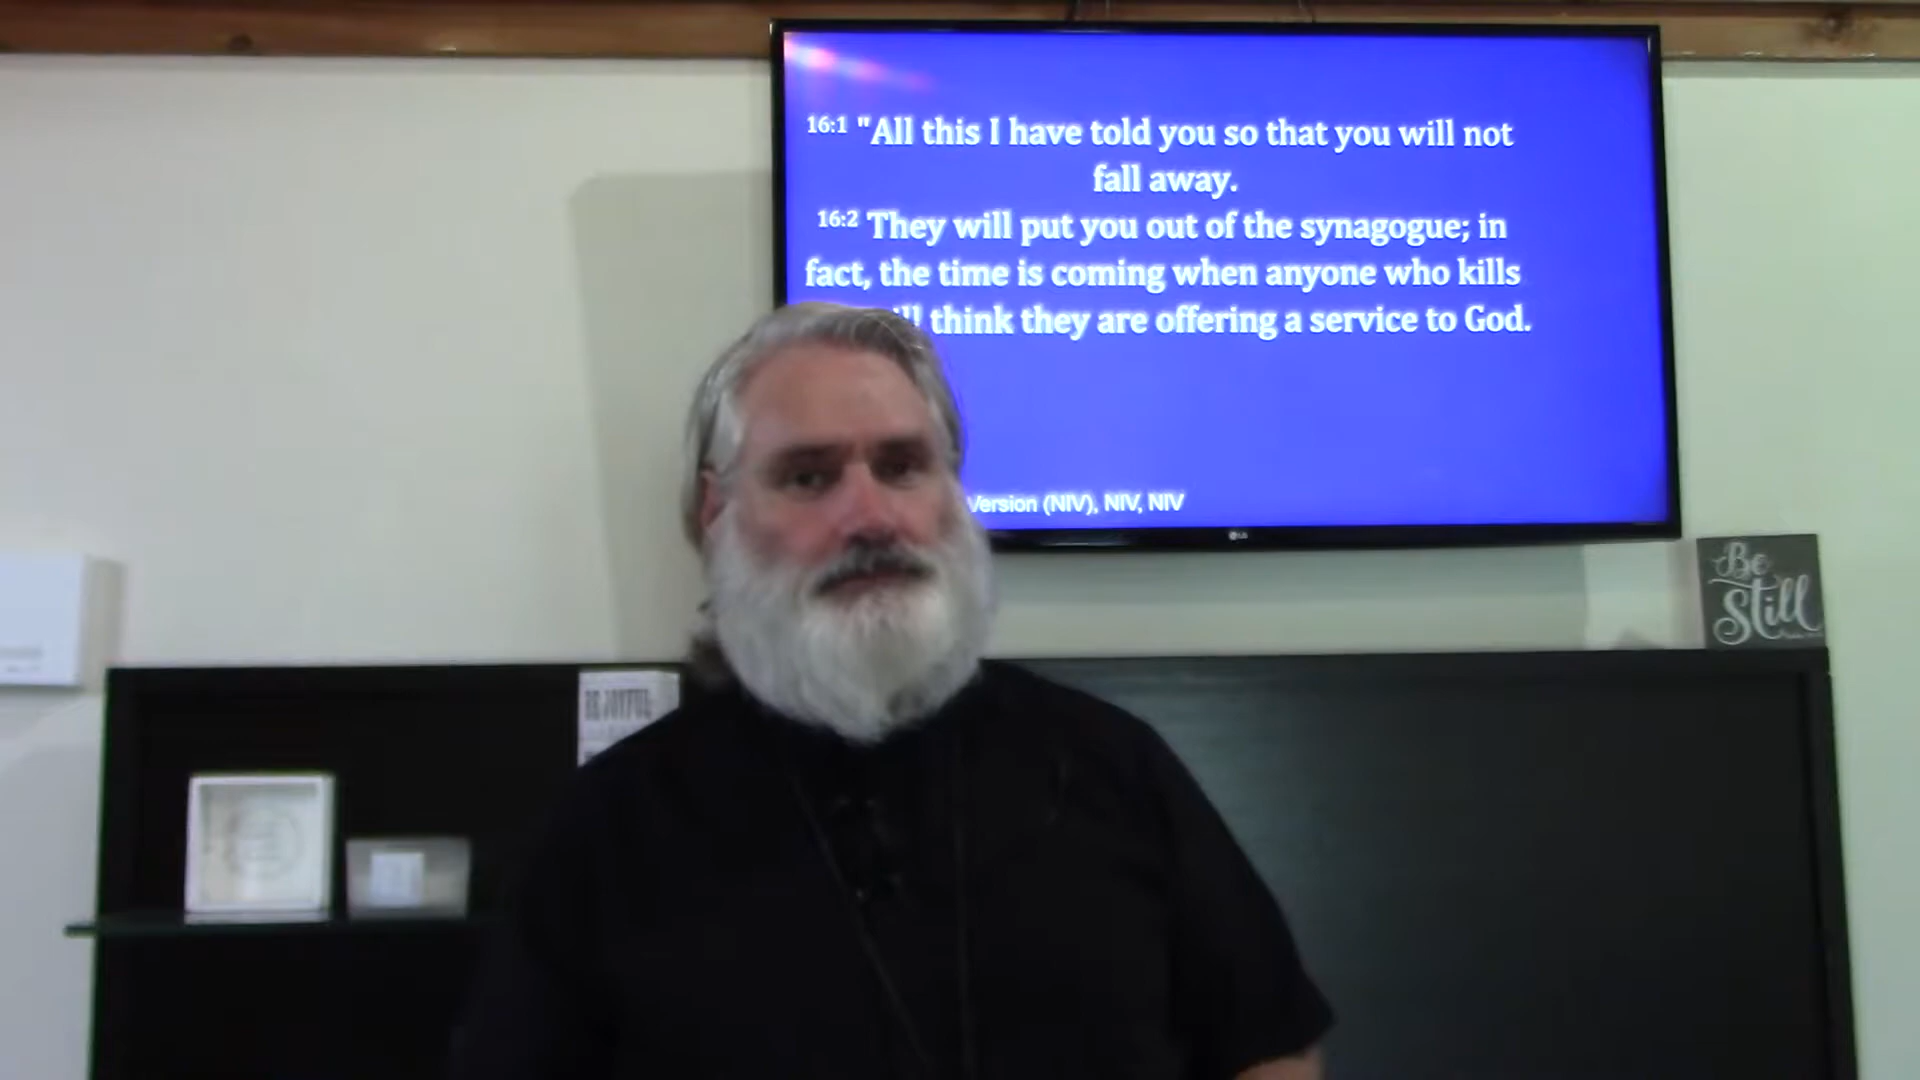 16:1 "All this I have told you so that you will not
fall away.
16:2 They will put you out of the synagogue; in
fact, the time is coming when anyone who kills
think they are offering a service to God.
Version (NIV), NIV, NIV
LG
Be
Still
BE JOYFUL